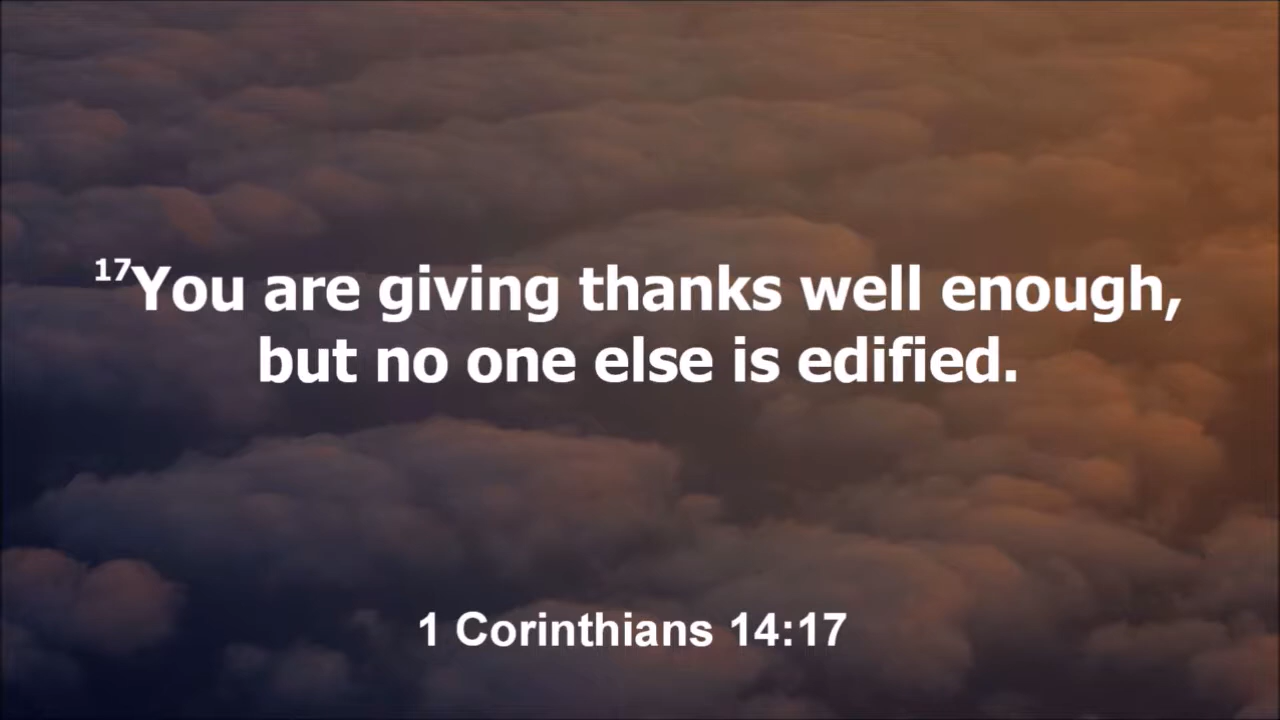 17You are giving thanks well enough,
but no one else is edified.
1 Corinthians 14:17